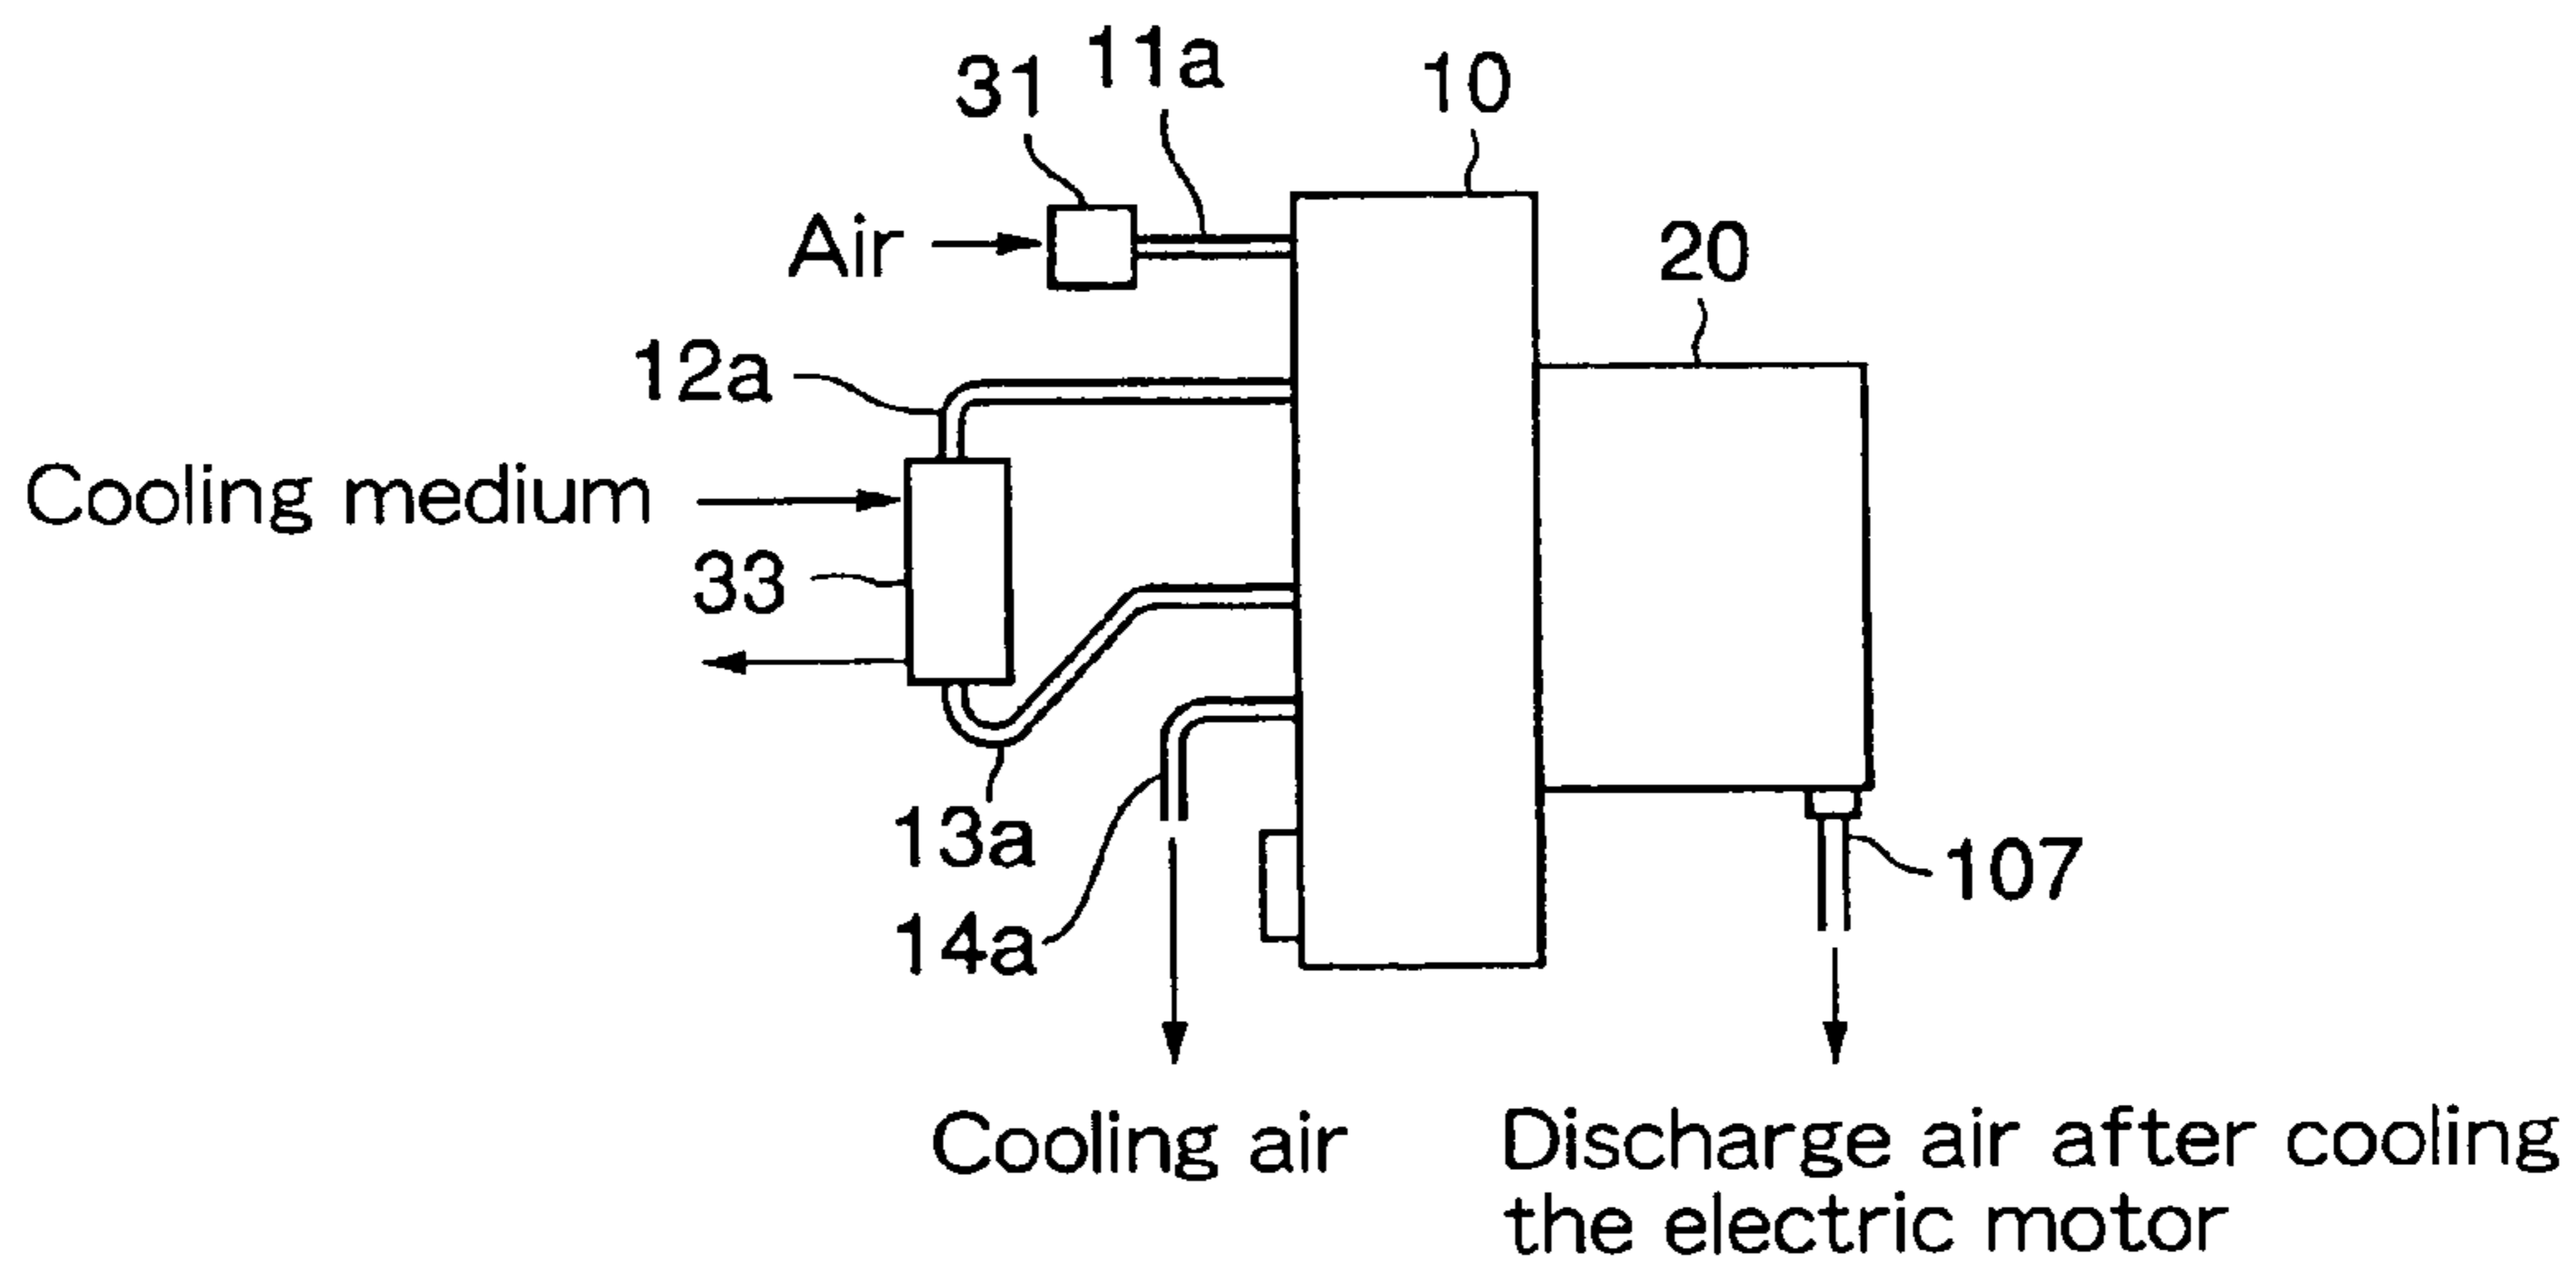 11a
31
10
Air
20
12a
Cooling medium
33
13a
107
14a
Cooling air
Discharge air after cooling
the electric motor